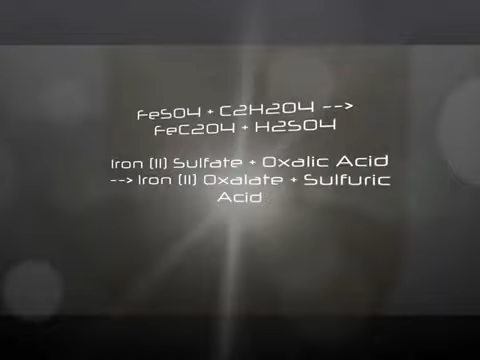 FeSO4 + C2H2O4 -->
FeC2O4 + H2SO4
Iron (II) Sulfate + Oxalic Acid
--> Iron (II) Oxalate + Sulfuric
Acid